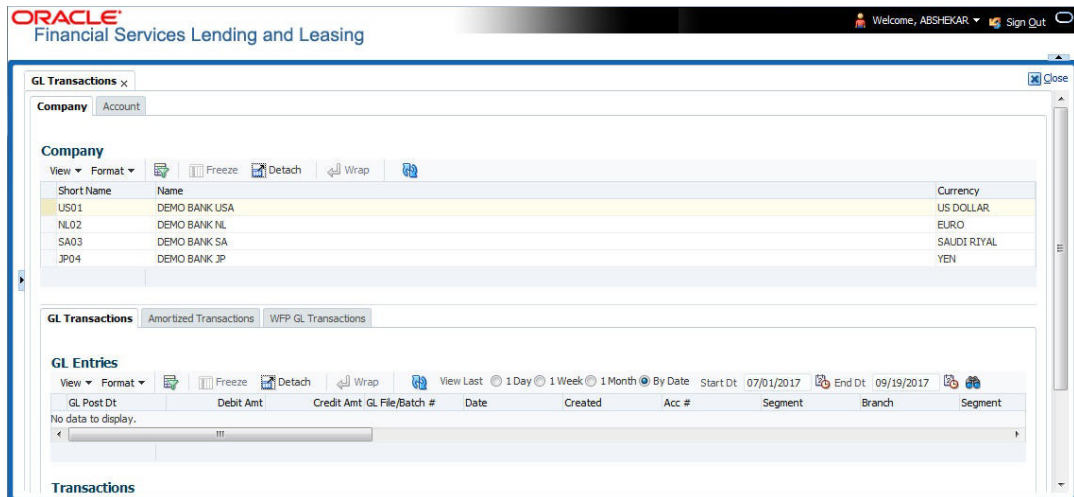 ORACLE
Financial Services Lending and Leasing
Welcome, ABSHEKAR Sign Out
GL Transactions
Close
Company Account
Company
View Format Freeze Detach Wrap
Short Name Name Currency
US01 DEMO BANK USA US DOLLAR
NL02 DEMO BANK NL EURO
SA03 DEMO BANK SA SAUDI RIYAL
JP04 DEMO BANK JP YEN
GL Transactions Amortized Transactions WFP GL Transactions
GL Entries
View Format Freeze Detach Wrap View Last 1 Day 1 Week 1 Month By Date Start Dt 07/01/2017 End Dt 09/19/2017
GL Post Dt Debit Amt Credit Amt GL File/Batch # Date Created Acc # Segment Branch Segment
No data to display.
Transactions